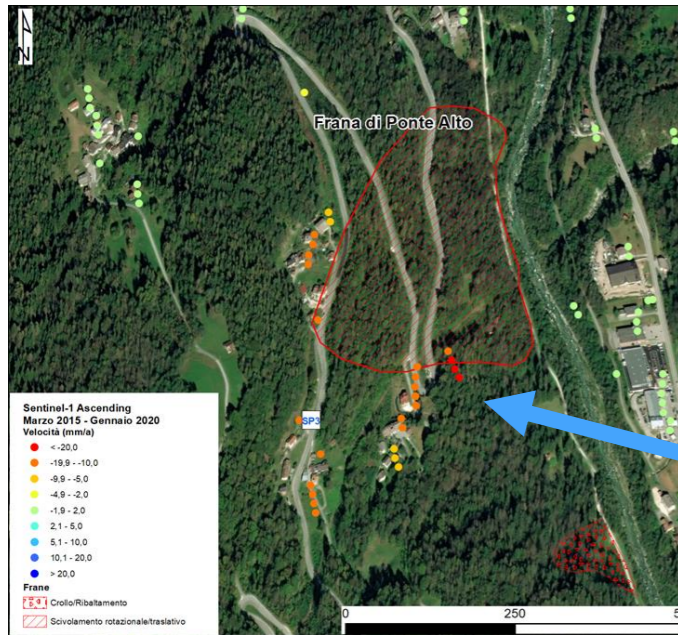 N
Frana di Ponte Alto
SP3
Sentinel-1 Ascending
Marzo 2015 - Gennaio 2020
Velocità (mm/a)
< -20,0
-19,9 - -10,0
-9,9 - -5,0
-4,9 - -2,0
-1,9 - 2,0
2,1 - 5,0
5,1 - 10,0
10,1 - 20,0
> 20,0
Frane
Crollo/Ribaltamento
Scivolamento rotazionale/traslativo
0 250 5